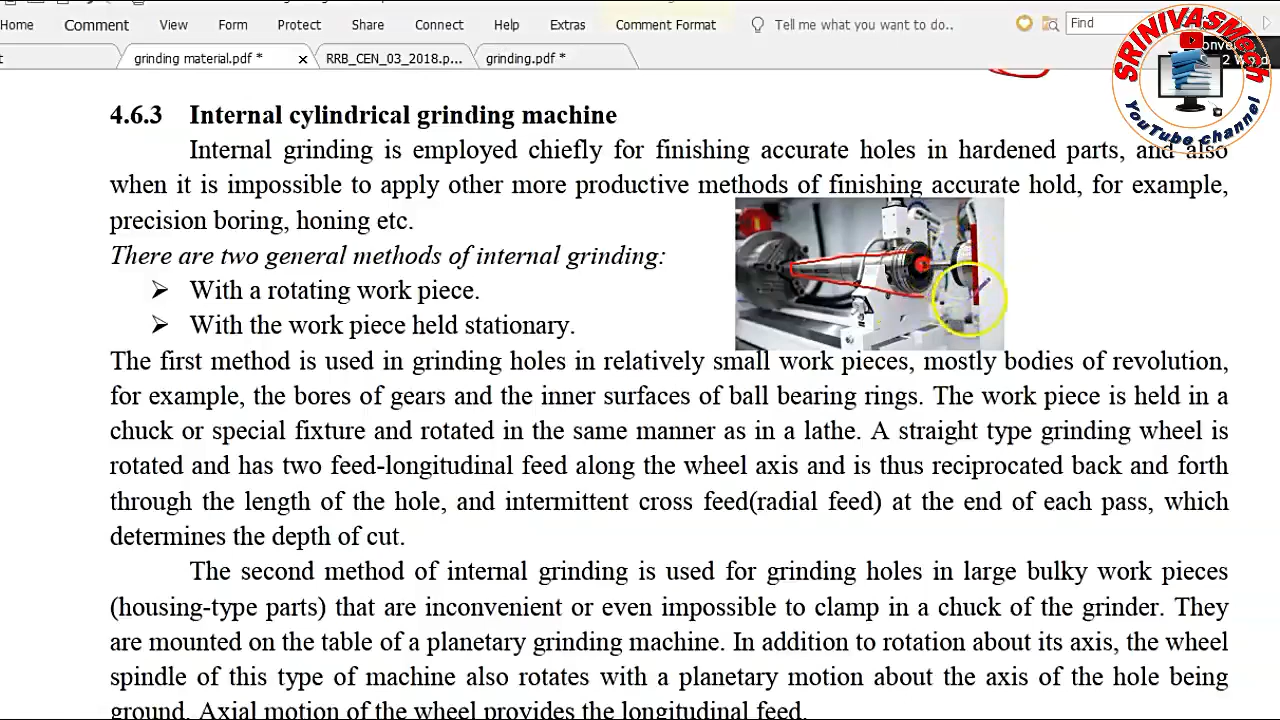 Home Comment View Form Protect Share Connect Help Extras Comment Format Tell me what you want to do.. Find
grinding material.pdf * × RRB_CEN_03_2018.p... grinding.pdf *
SRINIVASMech
YouTube channel
4.6.3 Internal cylindrical grinding machine
Internal grinding is employed chiefly for finishing accurate holes in hardened parts, and also
when it is impossible to apply other more productive methods of finishing accurate hold, for example,
precision boring, honing etc.
There are two general methods of internal grinding:
➢ With a rotating work piece.
➢ With the work piece held stationary.
The first method is used in grinding holes in relatively small work pieces, mostly bodies of revolution,
for example, the bores of gears and the inner surfaces of ball bearing rings. The work piece is held in a
chuck or special fixture and rotated in the same manner as in a lathe. A straight type grinding wheel is
rotated and has two feed-longitudinal feed along the wheel axis and is thus reciprocated back and forth
through the length of the hole, and intermittent cross feed(radial feed) at the end of each pass, which
determines the depth of cut.
The second method of internal grinding is used for grinding holes in large bulky work pieces
(housing-type parts) that are inconvenient or even impossible to clamp in a chuck of the grinder. They
are mounted on the table of a planetary grinding machine. In addition to rotation about its axis, the wheel
spindle of this type of machine also rotates with a planetary motion about the axis of the hole being
ground. Axial motion of the wheel provides the longitudinal feed.